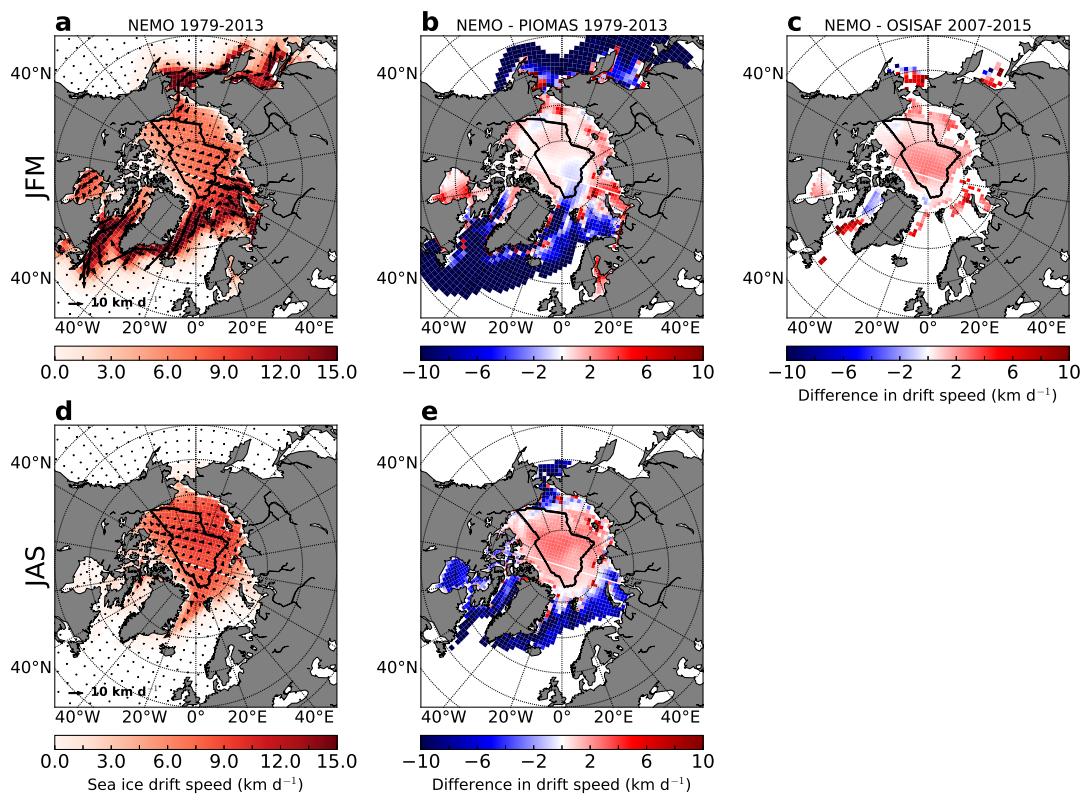 a NEMO 1979-2013
b NEMO - PIOMAS 1979-2013
c NEMO - OSISAF 2007-2015
JFM
40°N
40°N
10 km d
40°W 20°W 0° 20°E 40°E
0.0 3.0 6.0 9.0 12.0 15.0
40°N
40°N
40°W 20°W 0° 20°E 40°E
−10 −6 −2 2 6 10
40°N
40°N
40°W 20°W 0° 20°E 40°E
−10 −6 −2 2 6 10
Difference in drift speed (km d⁻¹)
d
e
JAS
40°N
40°N
10 km d
40°W 20°W 0° 20°E 40°E
0.0 3.0 6.0 9.0 12.0 15.0
Sea ice drift speed (km d⁻¹)
40°N
40°N
40°W 20°W 0° 20°E 40°E
−10 −6 −2 2 6 10
Difference in drift speed (km d⁻¹)